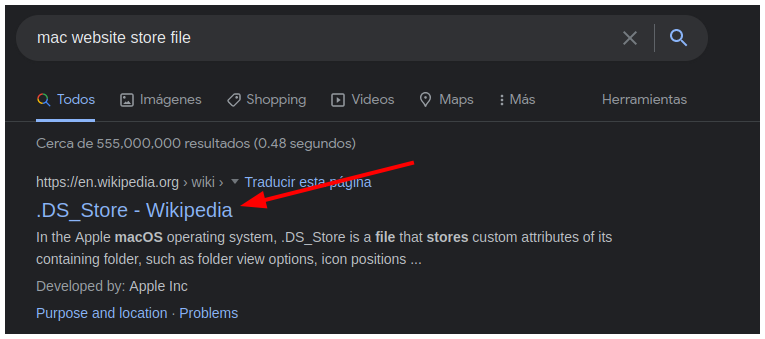 mac website store file
Todos Imágenes Shopping Videos Maps Más Herramientas
Cerca de 555,000,000 resultados (0.48 segundos)
https://en.wikipedia.org › wiki › Traducir esta página
.DS_Store - Wikipedia
In the Apple macOS operating system, .DS_Store is a file that stores custom attributes of its
containing folder, such as folder view options, icon positions ...
Developed by: Apple Inc
Purpose and location · Problems